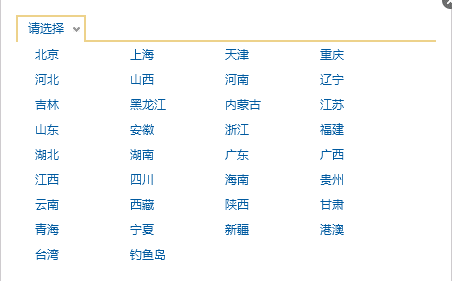 请选择
北京 上海 天津 重庆
河北 山西 河南 辽宁
吉林 黑龙江 内蒙古 江苏
山东 安徽 浙江 福建
湖北 湖南 广东 广西
江西 四川 海南 贵州
云南 西藏 陕西 甘肃
青海 宁夏 新疆 港澳
台湾 钓鱼岛